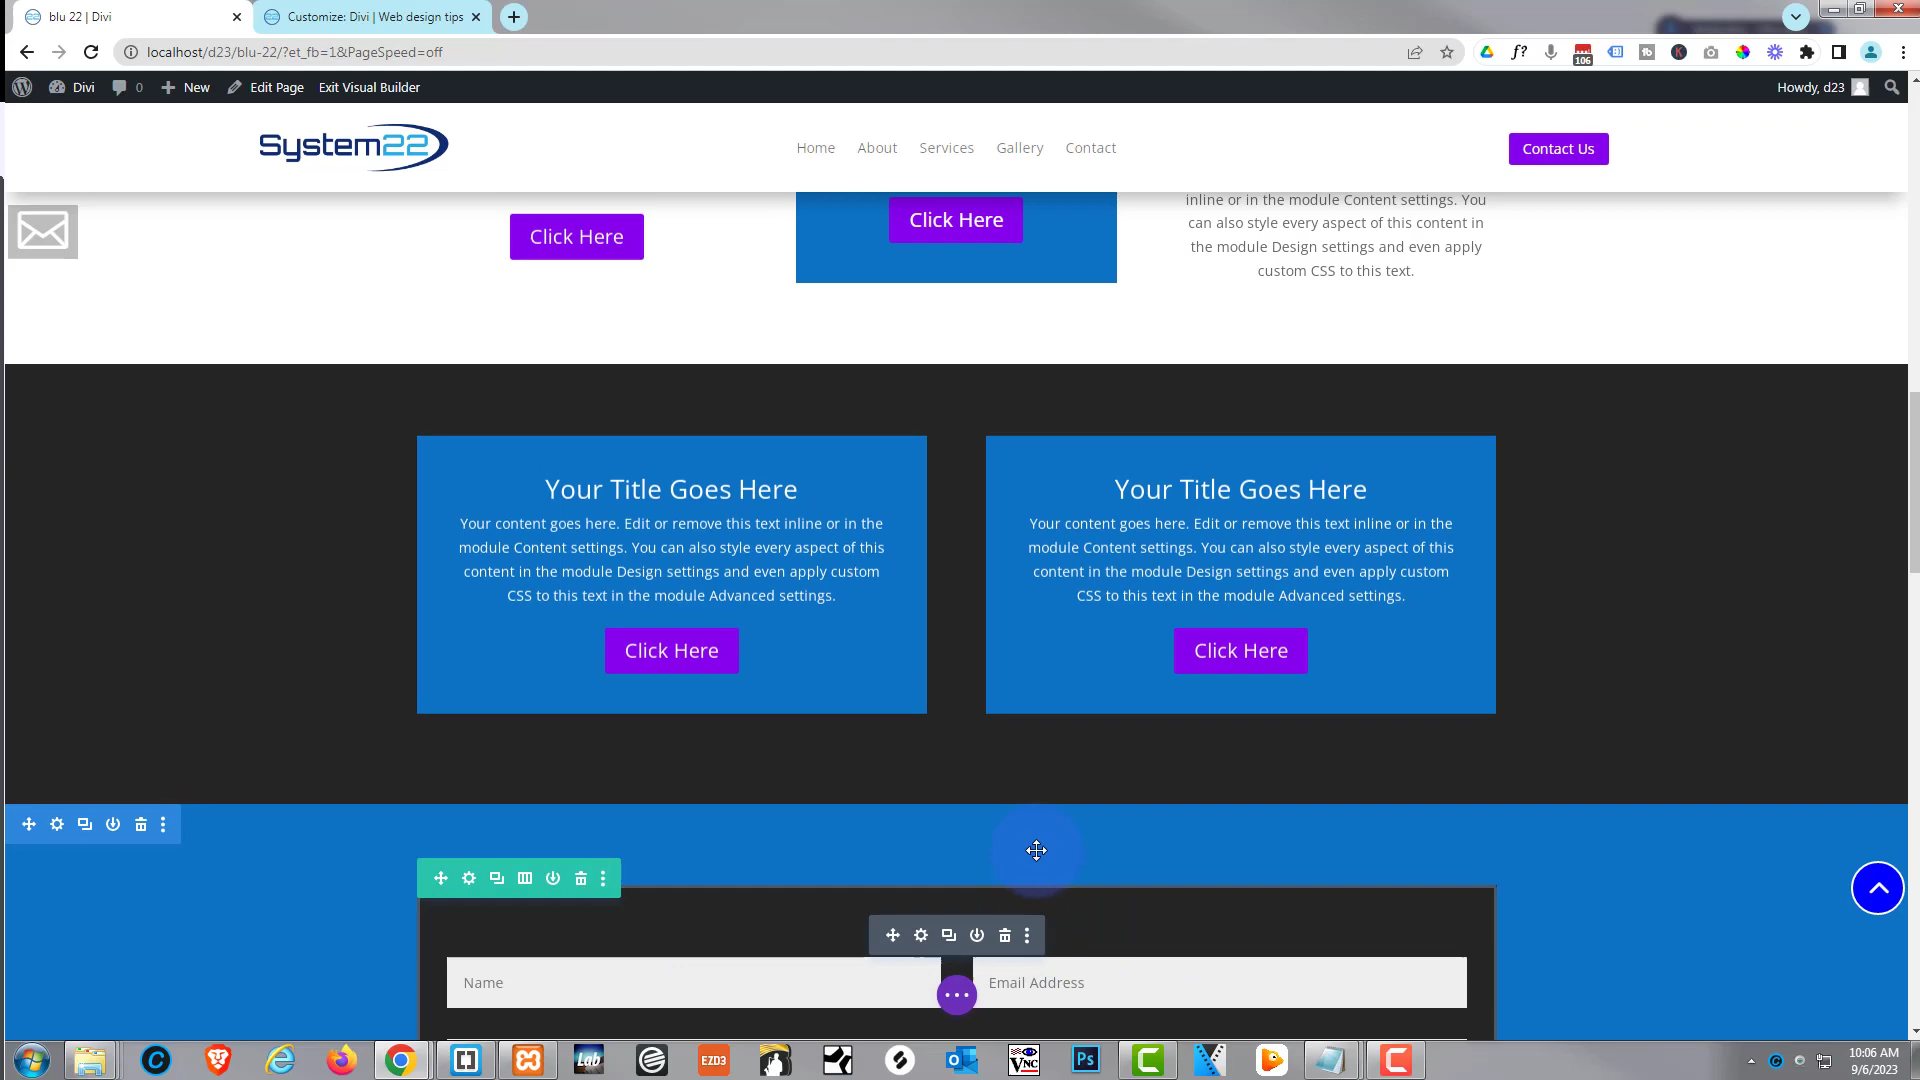 blu 22 | Divi
Customize: Divi | Web design tips
localhost/d23/blu-22/?et_fb=1&PageSpeed=off
106
Divi
0
New
Edit Page
Exit Visual Builder
Howdy, d23
System22
Home
About
Services
Gallery
Contact
Contact Us
Click Here
Click Here
inline or in the module Content settings. You
can also style every aspect of this content in
the module Design settings and even apply
custom CSS to this text.
Your Title Goes Here
Your content goes here. Edit or remove this text inline or in the
module Content settings. You can also style every aspect of this
content in the module Design settings and even apply custom
CSS to this text in the module Advanced settings.
Click Here
Your Title Goes Here
Your content goes here. Edit or remove this text inline or in the
module Content settings. You can also style every aspect of this
content in the module Design settings and even apply custom
CSS to this text in the module Advanced settings.
Click Here
Name
Email Address
Lab
EZD3
VNC
Ps
10:06 AM
9/6/2023